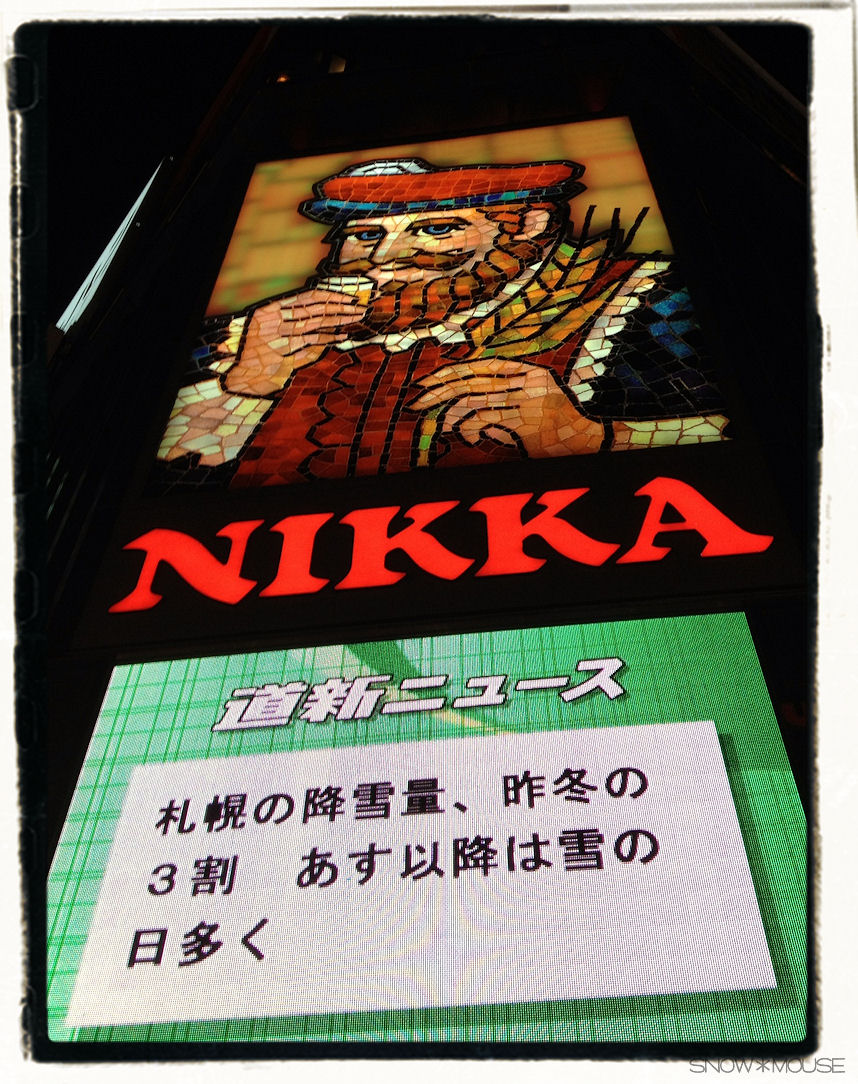 NIKKA
道新ニュース
札幌の降雪量、昨冬の
３割　あす以降は雪の
日多く
SNOW＊MOUSE